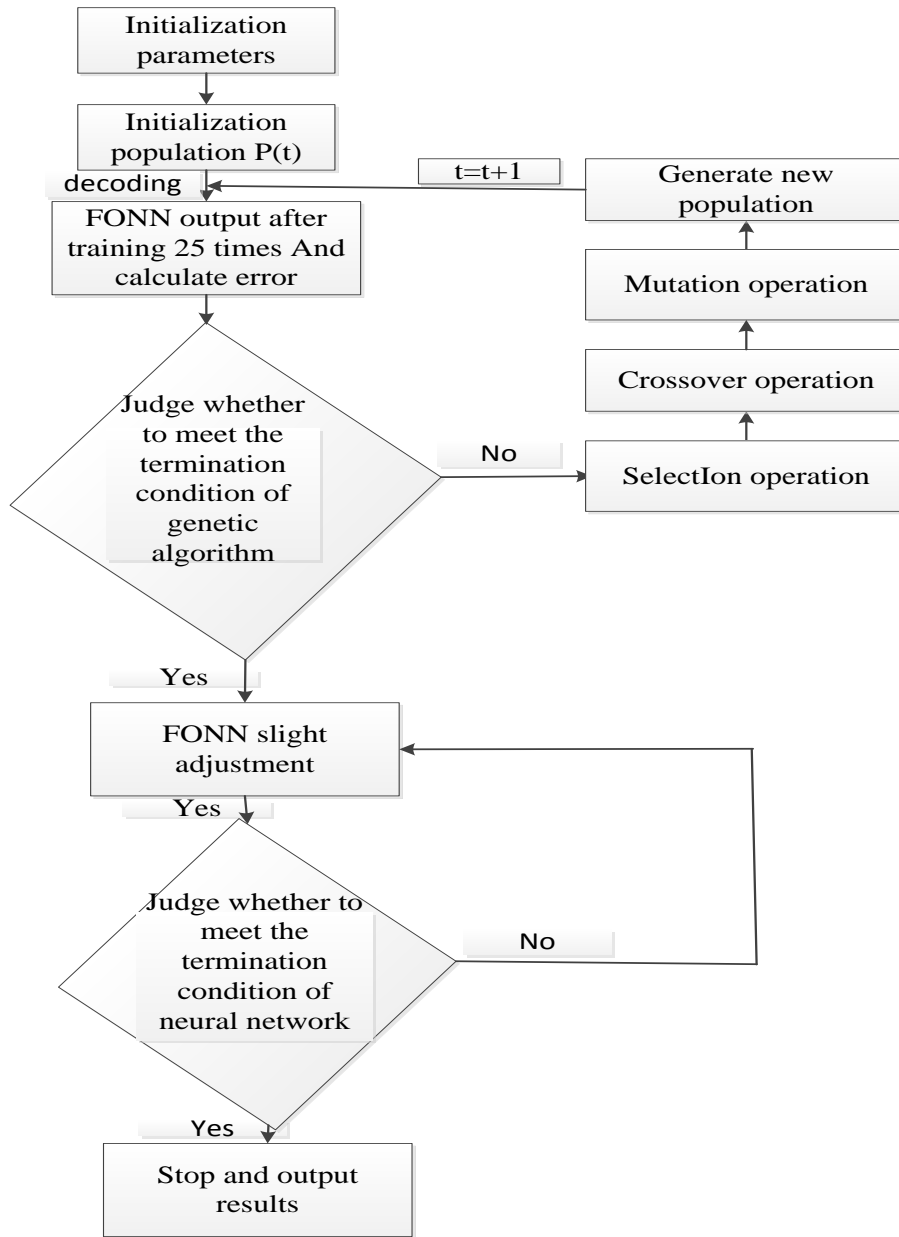 Initialization
parameters
Initialization
population P(t)
decoding
t=t+1
Generate new
population
FONN output after
training 25 times And
calculate error
Mutation operation
Crossover operation
Judge whether
to meet the
termination
condition of
genetic
algorithm
No
SelectIon operation
Yes
FONN slight
adjustment
Yes
Judge whether to
meet the
termination
condition of
neural network
No
Yes
Stop and output
results